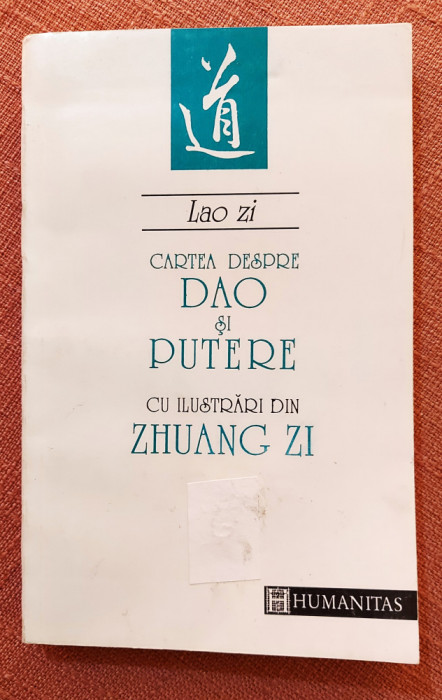 道
Lao zi
CARTEA DESPRE
DAO
ŞI
PUTERE
CU ILUSTRĂRI DIN
ZHUANG ZI
HUMANITAS